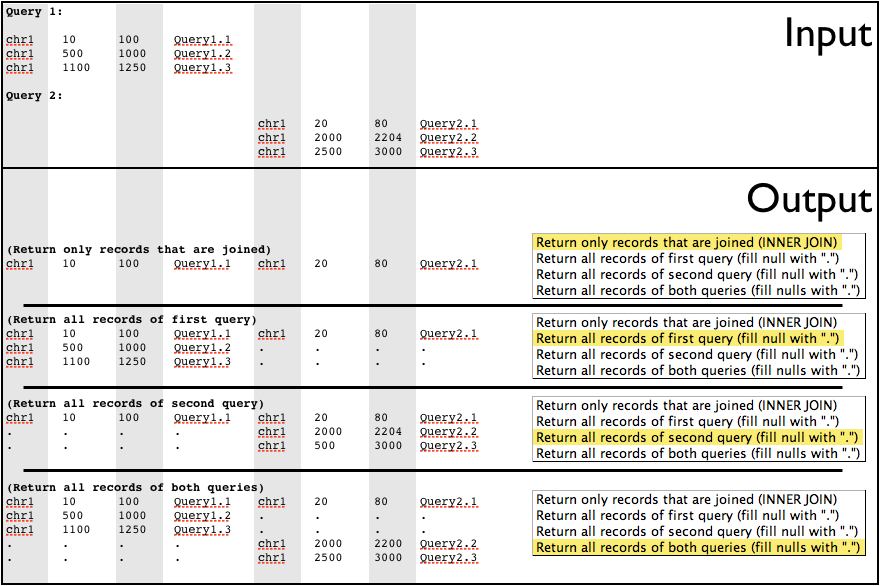 Query 1:
Input
chr1 10 100 Query1.1
chr1 500 1000 Query1.2
chr1 1100 1250 Query1.3
Query 2:
chr1 20 80 Query2.1
chr1 2000 2204 Query2.2
chr1 2500 3000 Query2.3
Output
(Return only records that are joined)
chr1 10 100 Query1.1 chr1 20 80 Query2.1
Return only records that are joined (INNER JOIN)
Return all records of first query (fill null with ".")
Return all records of second query (fill null with ".")
Return all records of both queries (fill nulls with ".")
(Return all records of first query)
chr1 10 100 Query1.1 chr1 20 80 Query2.1
chr1 500 1000 Query1.2 . . . .
chr1 1100 1250 Query1.3 . . . .
Return only records that are joined (INNER JOIN)
Return all records of first query (fill null with ".")
Return all records of second query (fill null with ".")
Return all records of both queries (fill nulls with ".")
(Return all records of second query)
chr1 10 100 Query1.1 chr1 20 80 Query2.1
. . . . chr1 2000 2204 Query2.2
. . . . chr1 500 3000 Query2.3
Return only records that are joined (INNER JOIN)
Return all records of first query (fill null with ".")
Return all records of second query (fill null with ".")
Return all records of both queries (fill nulls with ".")
(Return all records of both queries)
chr1 10 100 Query1.1 chr1 20 80 Query2.1
chr1 500 1000 Query1.2 . . . .
chr1 1100 1250 Query1.3 . . . .
. . . . chr1 2000 2200 Query2.2
. . . . chr1 2500 3000 Query2.3
Return only records that are joined (INNER JOIN)
Return all records of first query (fill null with ".")
Return all records of second query (fill null with ".")
Return all records of both queries (fill nulls with ".")